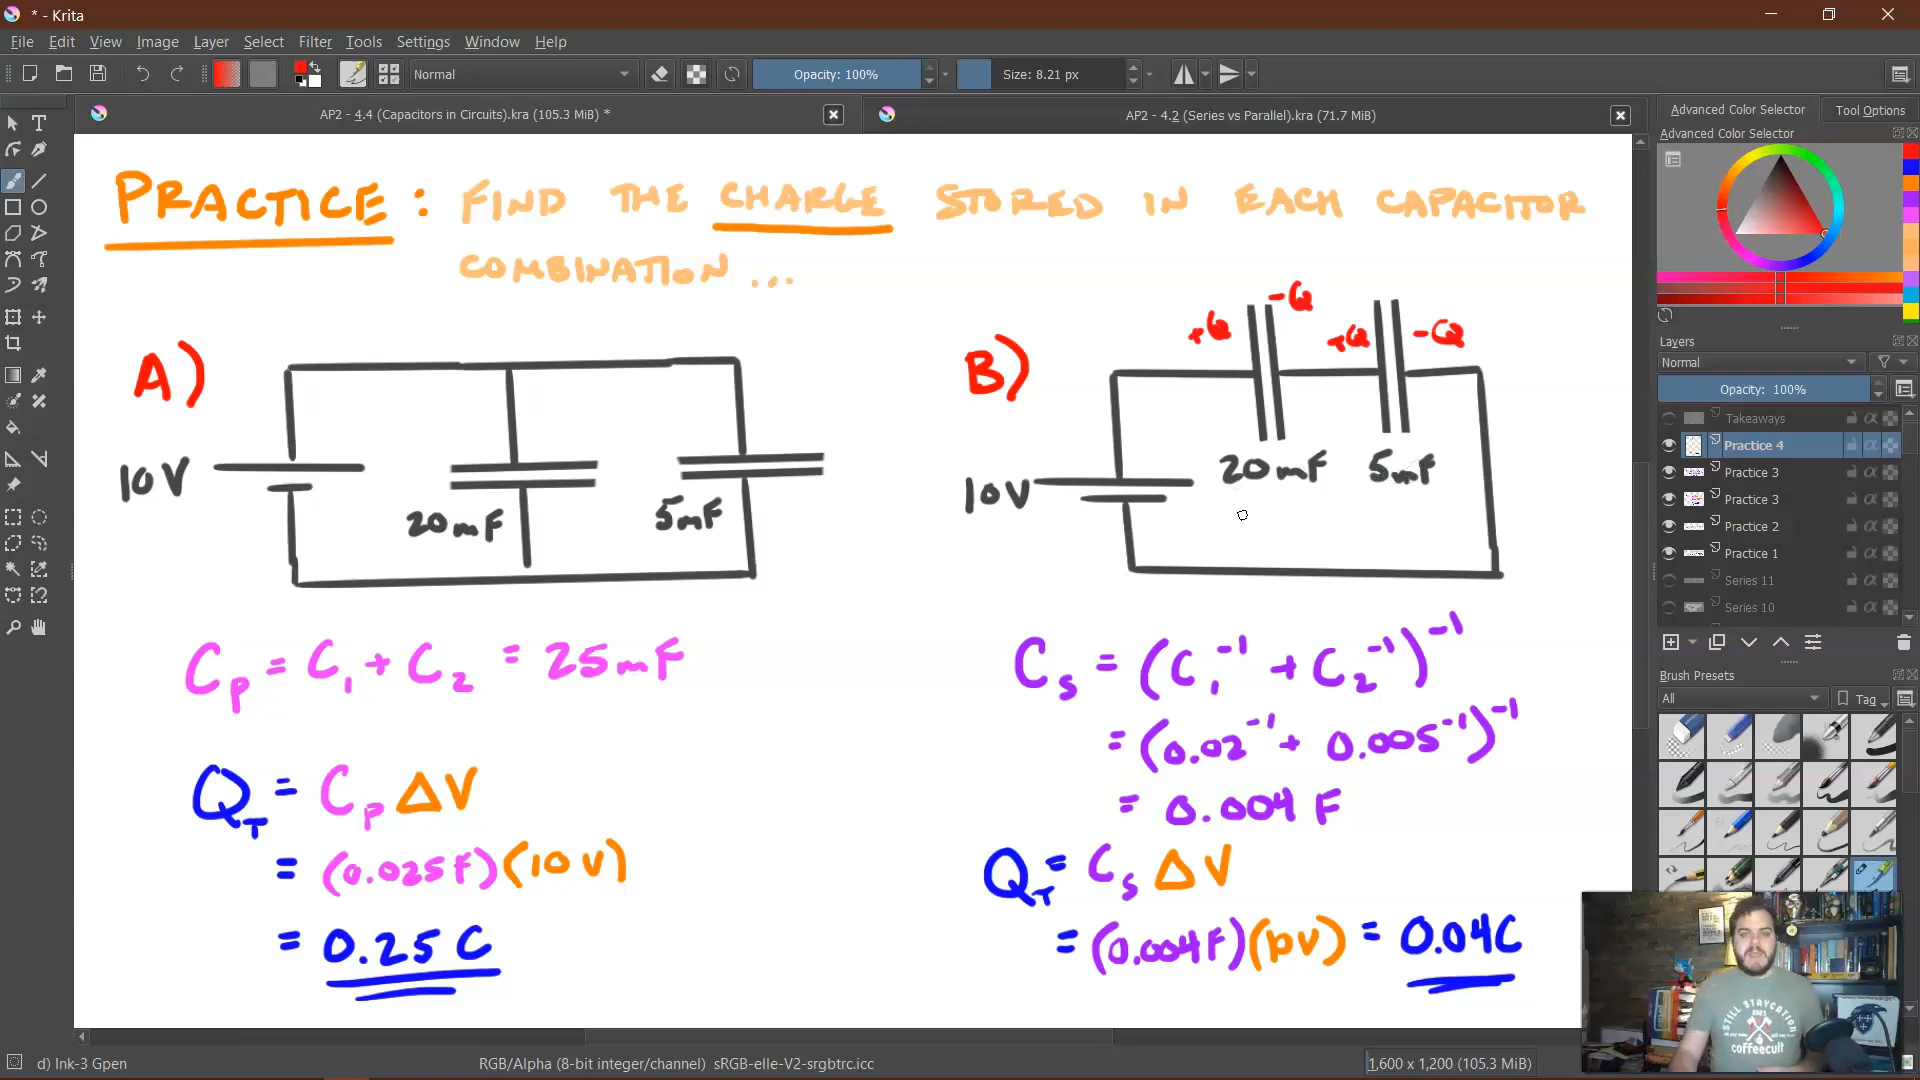 * - Krita
File Edit View Image Layer Select Filter Tools Settings Window Help
Normal
Opacity: 100%
Size: 8.21 px
AP2 - 4.4 (Capacitors in Circuits).kra (105.3 MiB) *
AP2 - 4.2 (Series vs Parallel).kra (71.7 MiB)
Advanced Color Selector
Tool Options
Advanced Color Selector
PRACTICE: FIND THE CHARGE STORED IN EACH CAPACITOR
COMBINATION ...
A)
10V
20mF
5mF
Cp = C1 + C2 = 25mF
QT = Cp ΔV
= (0.025F)(10V)
= 0.25 C
B)
+Q
-Q
+Q
-Q
10V
20mF
5mF
Cs = (C1^-1 + C2^-1)^-1
= (0.02^-1 + 0.005^-1)^-1
= 0.004 F
QT = Cs ΔV
= (0.004F)(10V) = 0.04C
Layers
Normal
Opacity: 100%
Takeaways
Practice 4
Practice 3
Practice 3
Practice 2
Practice 1
Series 11
Series 10
Brush Presets
All
Tag
STILL STAYCATION
coffeecult
d) Ink-3 Gpen
RGB/Alpha (8-bit integer/channel) sRGB-elle-V2-srgbtrc.icc
1,600 x 1,200 (105.3 MiB)